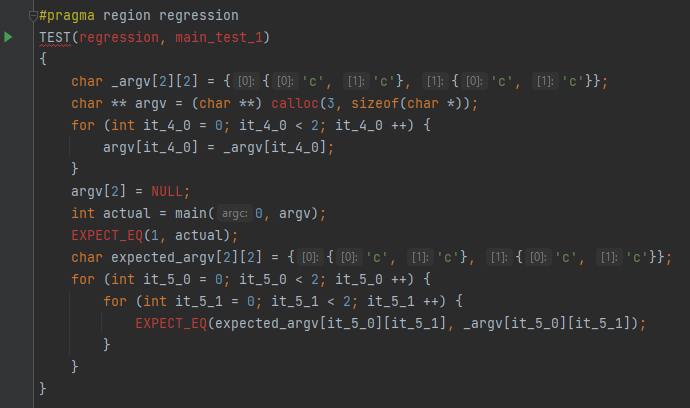 #pragma region regression
TEST(regression, main_test_1)
{
    char _argv[2][2] = {[0]:{[0]:'c', [1]:'c'}, [1]:{[0]:'c', [1]:'c'}};
    char ** argv = (char **) calloc(3, sizeof(char *));
    for (int it_4_0 = 0; it_4_0 < 2; it_4_0 ++) {
        argv[it_4_0] = _argv[it_4_0];
    }
    argv[2] = NULL;
    int actual = main(argc:0, argv);
    EXPECT_EQ(1, actual);
    char expected_argv[2][2] = {[0]:{[0]:'c', [1]:'c'}, [1]:{[0]:'c', [1]:'c'}};
    for (int it_5_0 = 0; it_5_0 < 2; it_5_0 ++) {
        for (int it_5_1 = 0; it_5_1 < 2; it_5_1 ++) {
            EXPECT_EQ(expected_argv[it_5_0][it_5_1], _argv[it_5_0][it_5_1]);
        }
    }
}